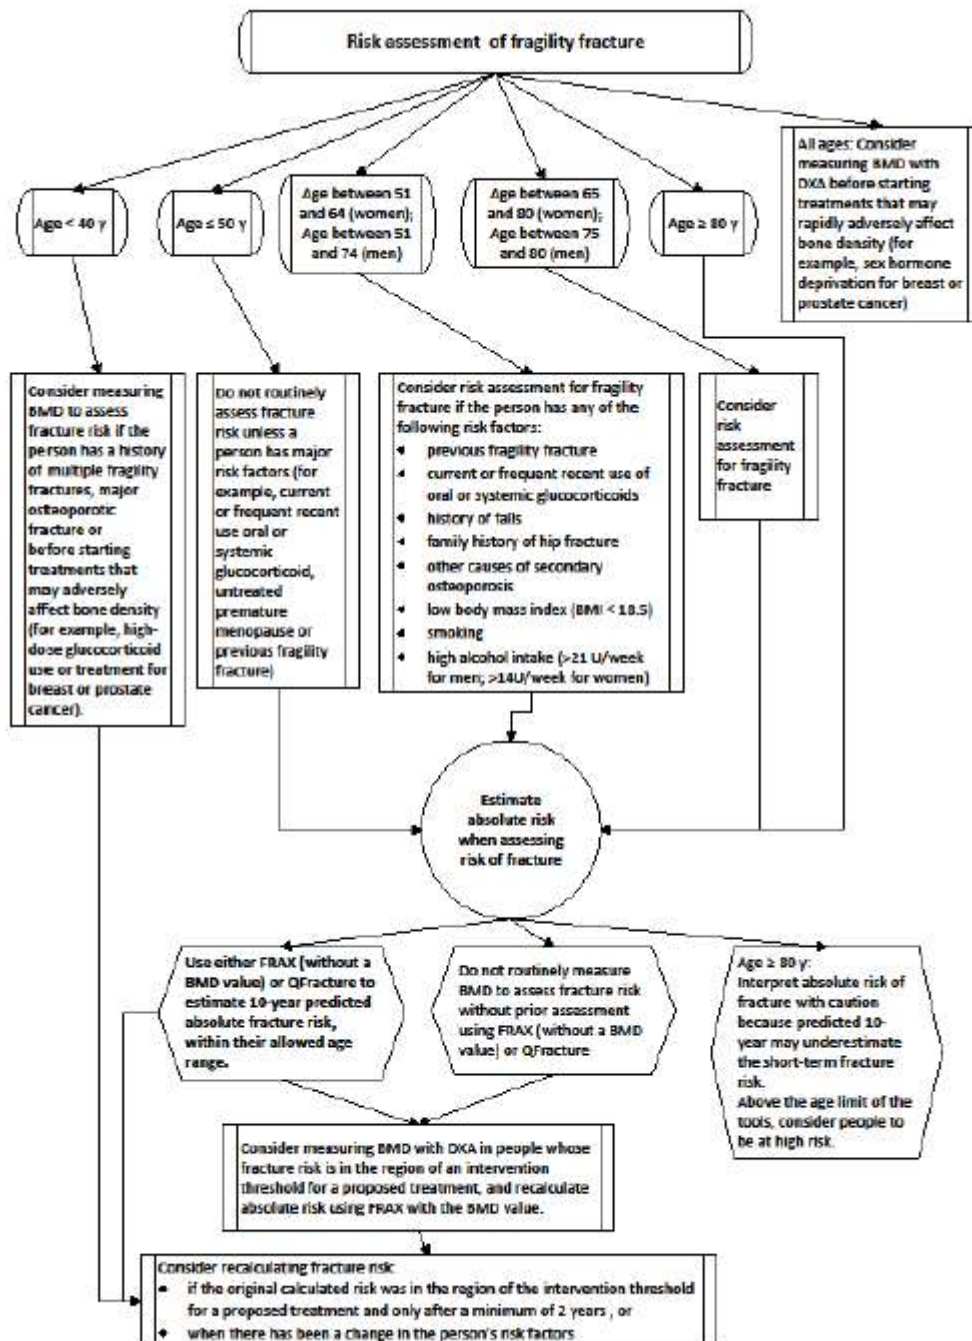 Risk assessment of fragility fracture
All ages: Consider
measuring BMD with
DXA before starting
treatments that may
rapidly adversely affect
bone density (for
example, sex hormone
deprivation for breast or
prostate cancer)
Age < 40 y
Age ≤ 50 y
Age between 51
and 64 (women);
Age between 51
and 74 (men)
Age between 65
and 80 (women);
Age between 75
and 80 (men)
Age ≥ 80 y
Consider measuring
BMD to assess
fracture risk if the
person has a history
of multiple fragility
fractures, major
osteoporotic
fracture or
before starting
treatments that
may adversely
affect bone density
(for example, high-
dose glucocorticoid
use or treatment for
breast or prostate
cancer).
Do not routinely
assess fracture
risk unless a
person has major
risk factors (for
example, current
or frequent recent
use oral or
systemic
glucocorticoid,
untreated
premature
menopause or
previous fragility
fracture)
Consider risk assessment for fragility
fracture if the person has any of the
following risk factors:
previous fragility fracture
current or frequent recent use of
oral or systemic glucocorticoids
history of falls
family history of hip fracture
other causes of secondary
osteoporosis
low body mass index (BMI < 18.5)
smoking
high alcohol intake (>21 U/week
for men; >14U/week for women)
Consider
risk
assessment
for fragility
fracture
Estimate
absolute risk
when assessing
risk of fracture
Use either FRAX (without a
BMD value) or QFracture to
estimate 10-year predicted
absolute fracture risk,
within their allowed age
range.
Do not routinely measure
BMD to assess fracture risk
without prior assessment
using FRAX (without a BMD
value) or QFracture
Age ≥ 80 y:
Interpret absolute risk of
fracture with caution
because predicted 10-
year may underestimate
the short-term fracture
risk.
Above the age limit of the
tools, consider people to
be at high risk.
Consider measuring BMD with DXA in people whose
fracture risk is in the region of an intervention
threshold for a proposed treatment, and recalculate
absolute risk using FRAX with the BMD value.
Consider recalculating fracture risk
if the original calculated risk was in the region of the intervention threshold
for a proposed treatment and only after a minimum of 2 years , or
when there has been a change in the person's risk factors